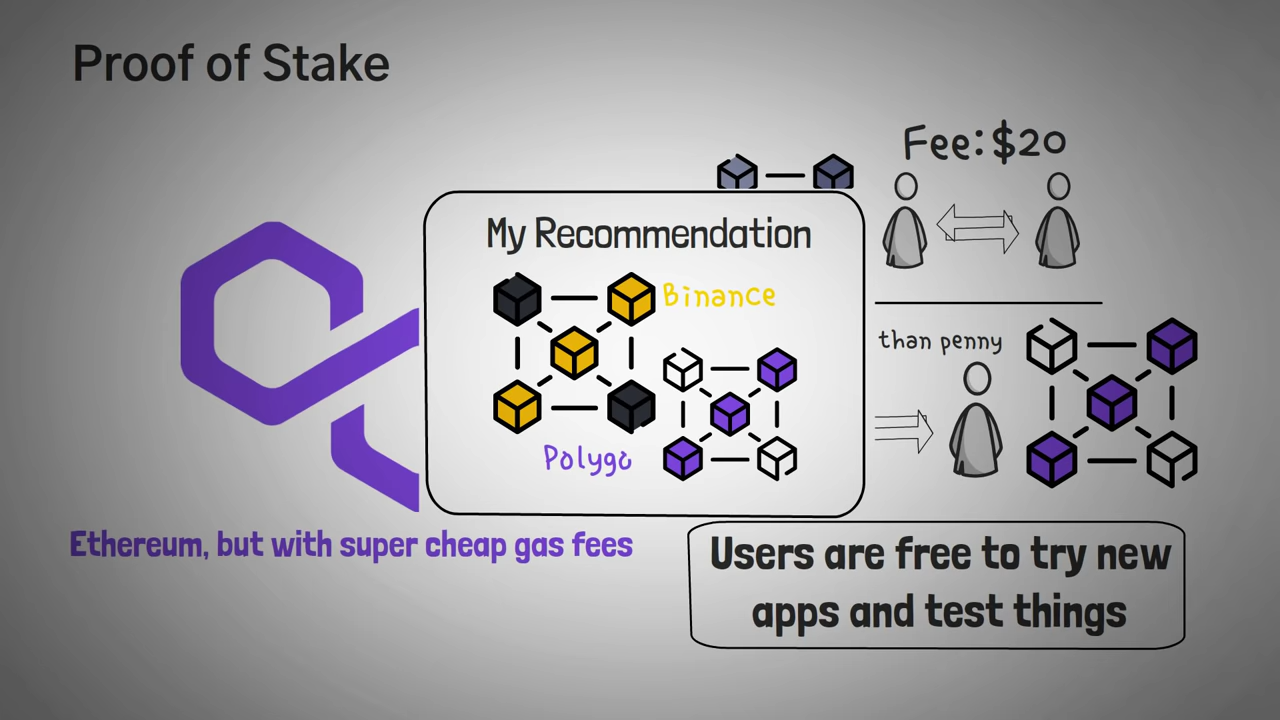 Proof of Stake
Fee: $20
My Recommendation
Binance
than penny
Polygo
Ethereum, but with super cheap gas fees
Users are free to try new
apps and test things